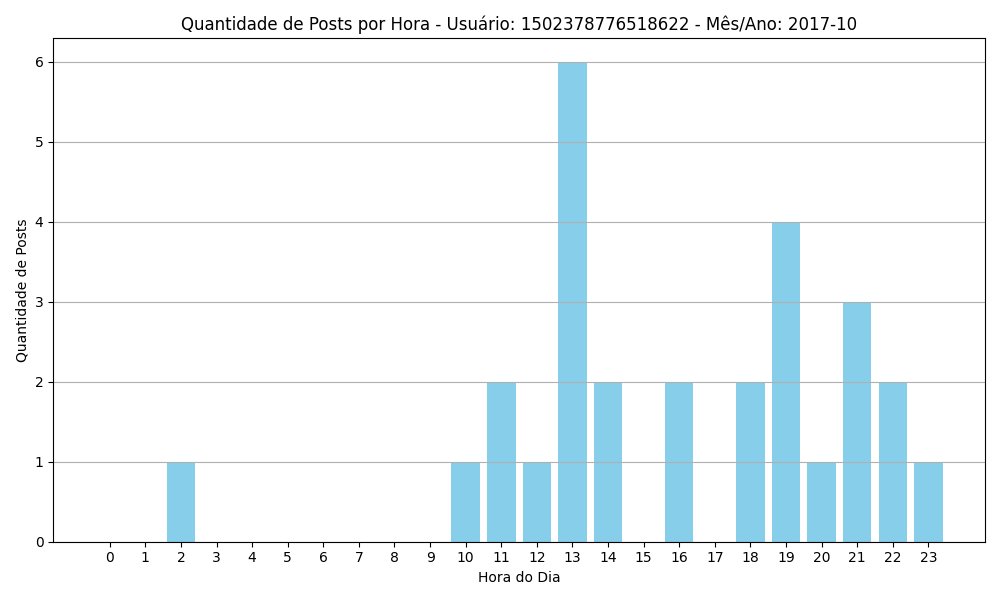 Quantidade de Posts por Hora - Usuário: 1502378776518622 - Mês/Ano: 2017-10
Quantidade de Posts
6
5
4
3
2
1
0
0 1 2 3 4 5 6 7 8 9 10 11 12 13 14 15 16 17 18 19 20 21 22 23
Hora do Dia